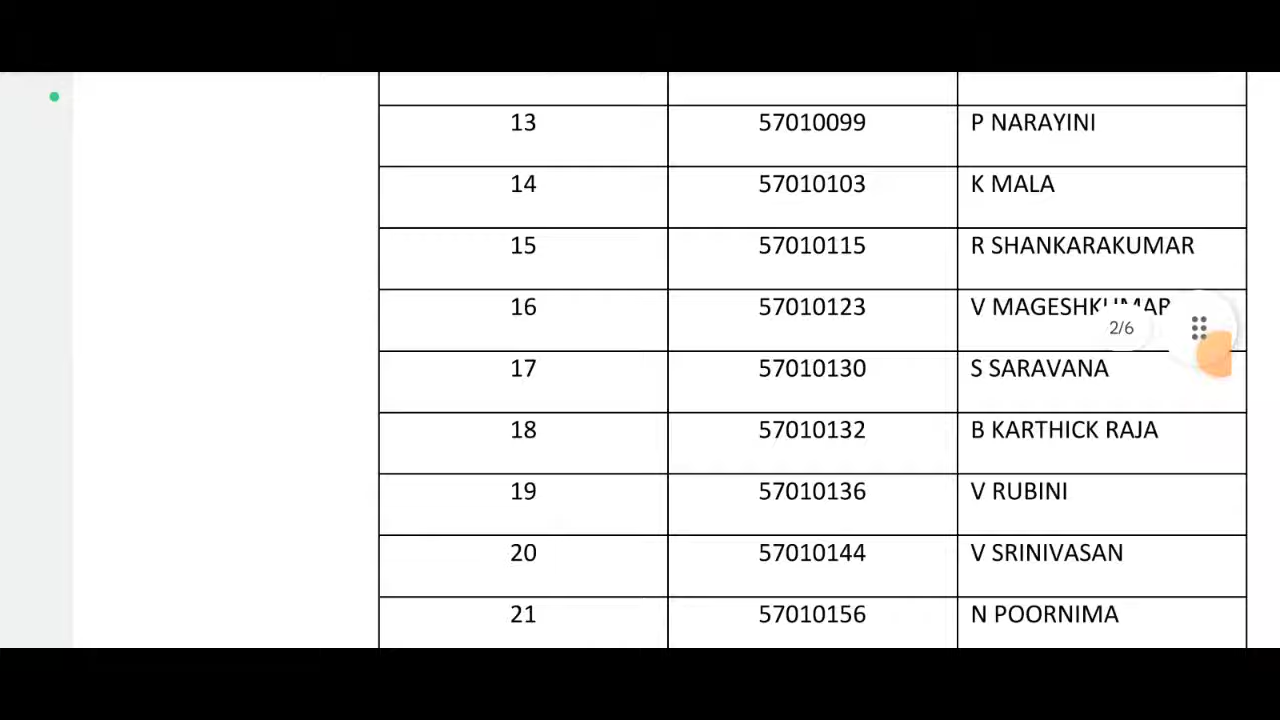 13 57010099 P NARAYINI
14 57010103 K MALA
15 57010115 R SHANKARAKUMAR
16 57010123 V MAGESHKUMAR
2/6
17 57010130 S SARAVANA
18 57010132 B KARTHICK RAJA
19 57010136 V RUBINI
20 57010144 V SRINIVASAN
21 57010156 N POORNIMA